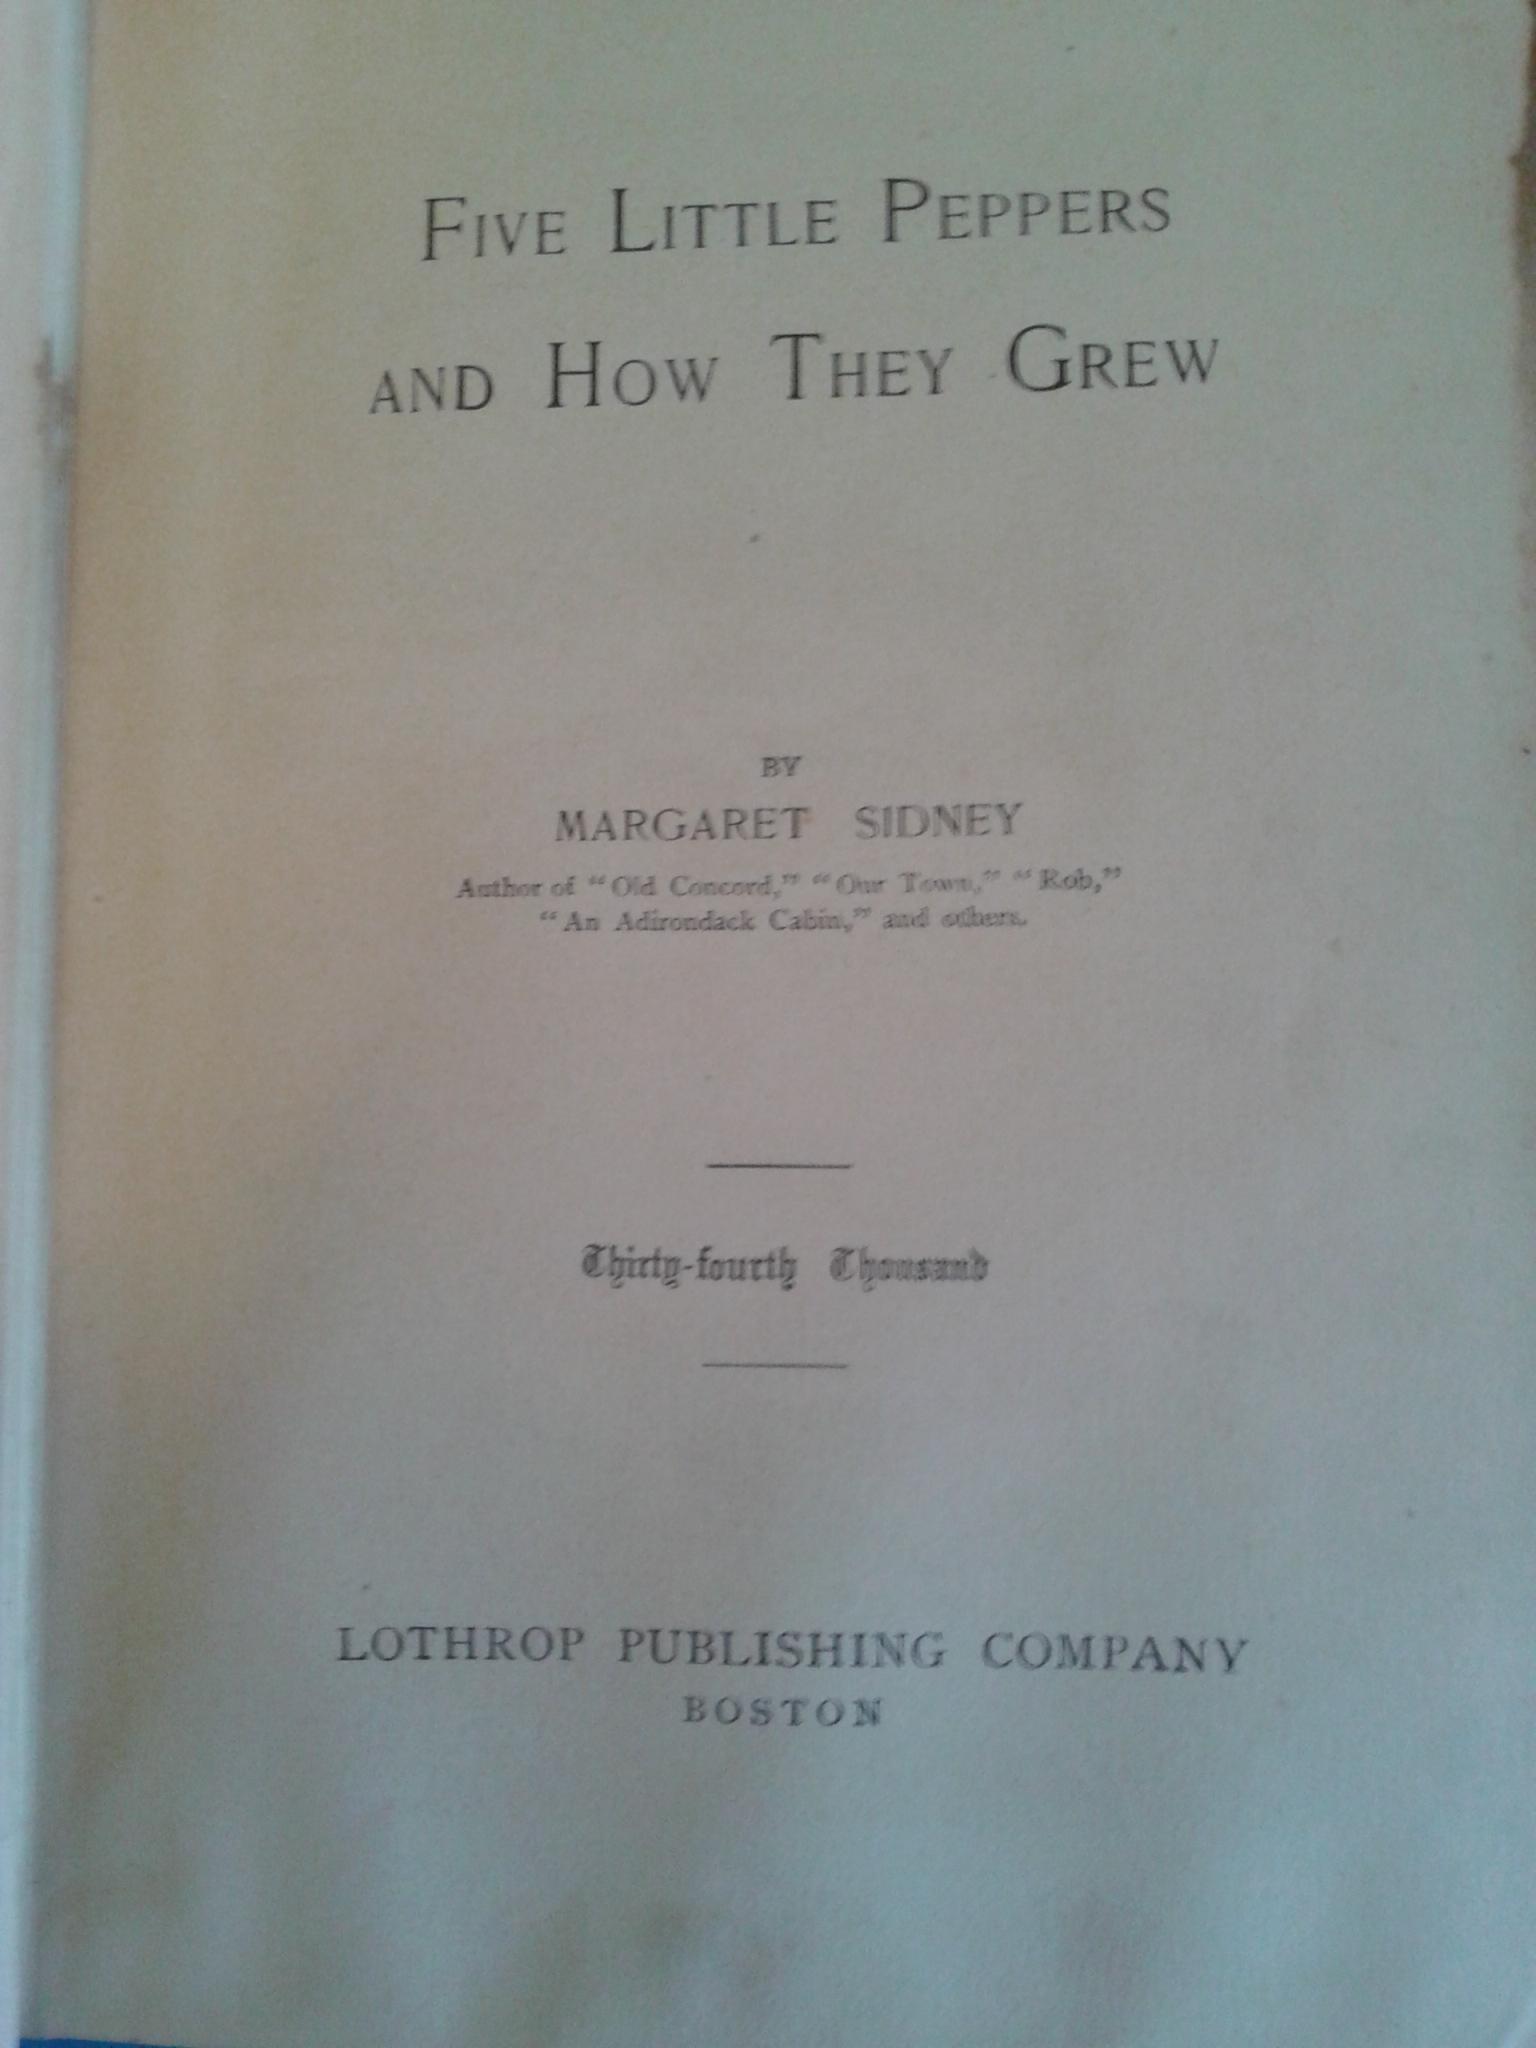 FIVE LITTLE PEPPERS
AND HOW THEY GREW
BY
MARGARET SIDNEY
Author of "Old Concord," "Our Town," "Rob,"
"An Adirondack Cabin," and others.
Thirty-fourth Thousand
LOTHROP PUBLISHING COMPANY
BOSTON